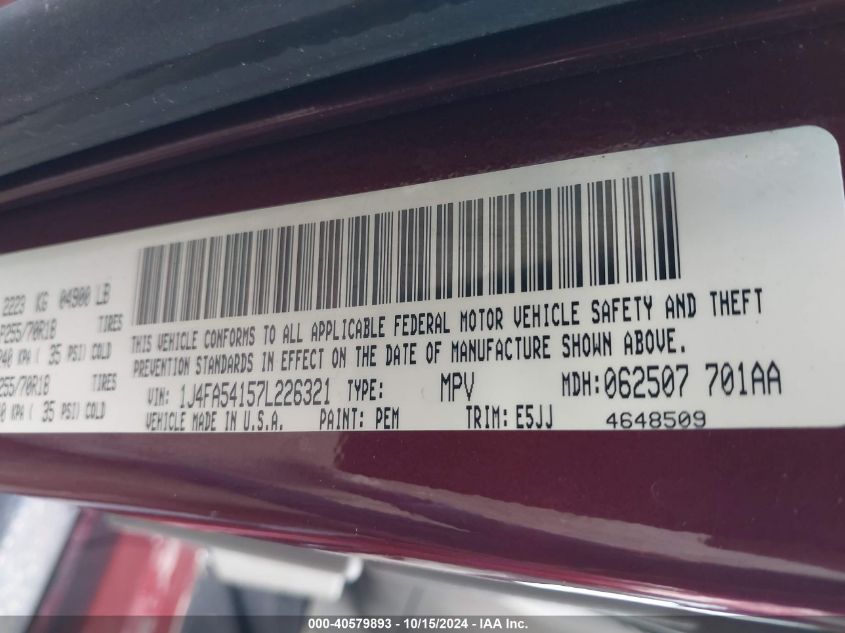 2223 KG 04900 LB
P255/70R18 TIRES
240 KPA ( 35 PSI) COLD
255/70R18 TIRES
0 KPA ( 35 PSI) COLD
THIS VEHICLE CONFORMS TO ALL APPLICABLE FEDERAL MOTOR VEHICLE SAFETY AND THEFT
PREVENTION STANDARDS IN EFFECT ON THE DATE OF MANUFACTURE SHOWN ABOVE.
VIN: 1J4FA54157L226321 TYPE: MPV MDH: 062507 701AA
VEHICLE MADE IN U.S.A. PAINT: PEM TRIM: E5JJ 4648509
000-40579893 - 10/15/2024 - IAA Inc.